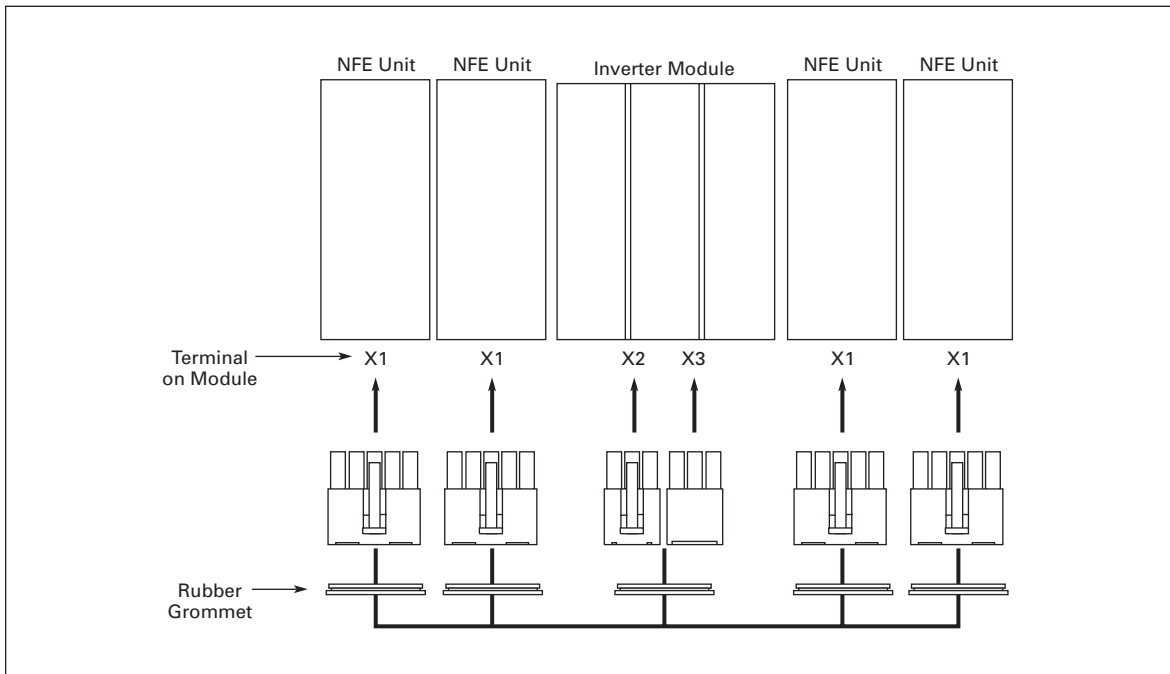 NFE Unit
NFE Unit
Inverter Module
NFE Unit
NFE Unit
Terminal
on Module
X1
X1
X2
X3
X1
X1
Rubber
Grommet